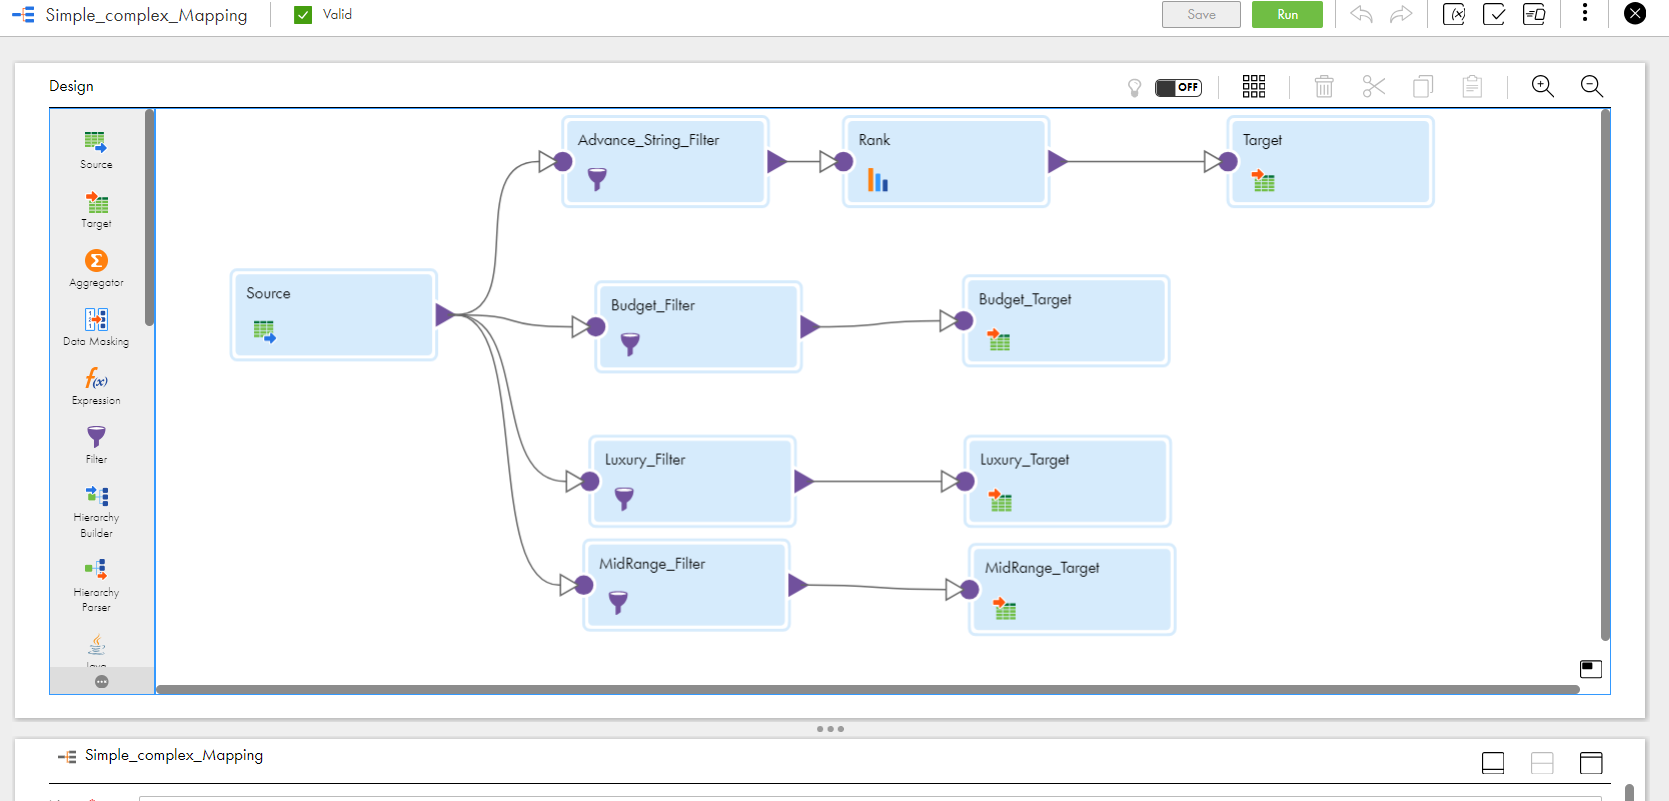 Simple_complex_Mapping
Valid
Save
Run
Design
OFF
Source
Target
Aggregator
Data Masking
Expression
Filter
Hierarchy
Builder
Hierarchy
Parser
Java
Advance_String_Filter
Rank
Target
Source
Budget_Filter
Budget_Target
Luxury_Filter
Luxury_Target
MidRange_Filter
MidRange_Target
Simple_complex_Mapping